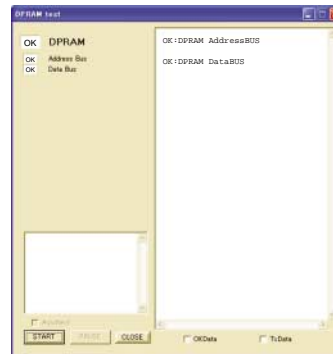 DPRAM test
OK DPRAM
OK Address Bus
OK Data Bus
OK:DPRAM AddressBUS
OK:DPRAM DataBUS
START PAUSE CLOSE
OKData TxData